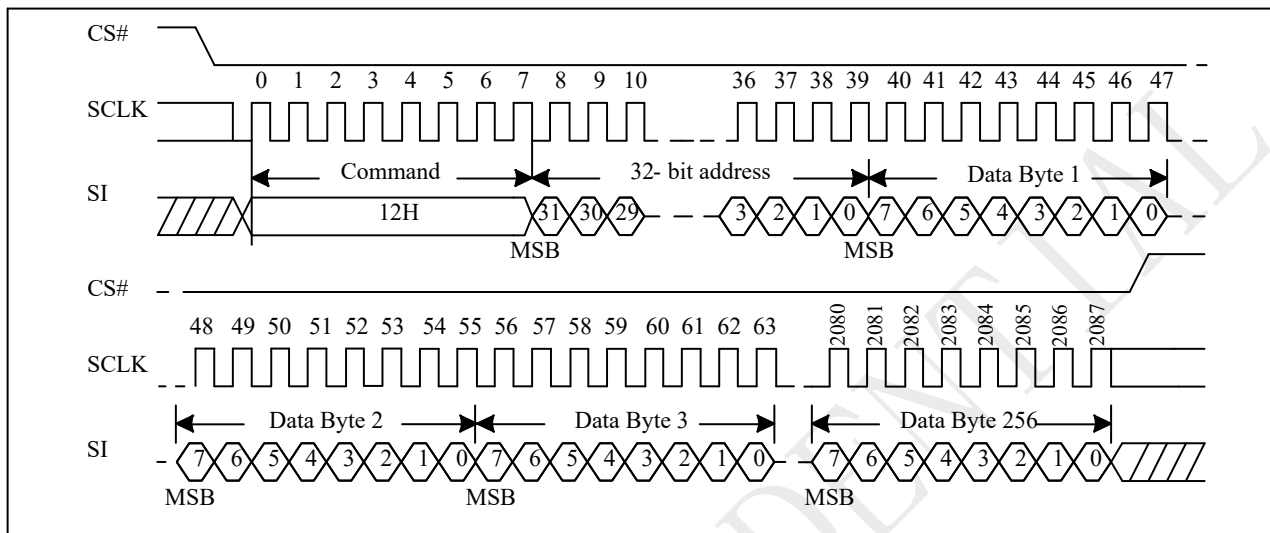 CS#
0 1 2 3 4 5 6 7 8 9 10 36 37 38 39 40 41 42 43 44 45 46 47
SCLK
Command 32- bit address Data Byte 1
SI
12H 31 30 29 3 2 1 0 7 6 5 4 3 2 1 0
MSB MSB
CS#
48 49 50 51 52 53 54 55 56 57 58 59 60 61 62 63 2080 2081 2082 2083 2084 2085 2086 2087
SCLK
Data Byte 2 Data Byte 3 Data Byte 256
SI
7 6 5 4 3 2 1 0 7 6 5 4 3 2 1 0 7 6 5 4 3 2 1 0
MSB MSB MSB
DENTIAL